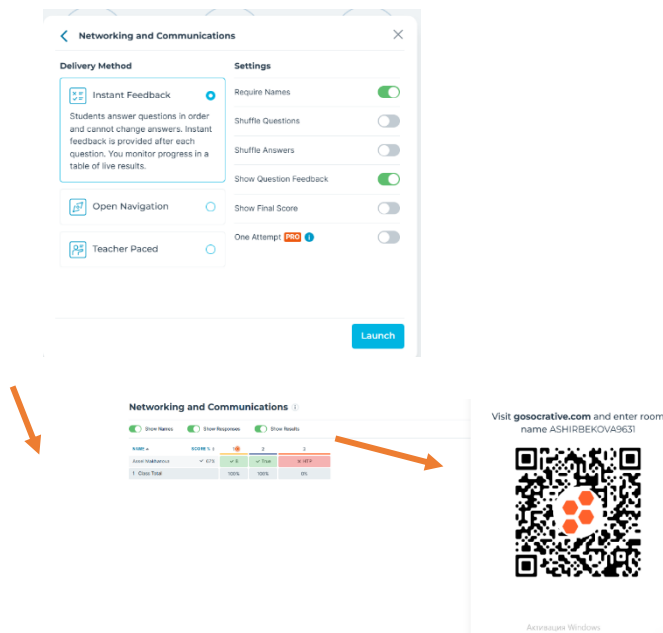 Networking and Communications
Delivery Method
Settings
Instant Feedback
Students answer questions in order
and cannot change answers. Instant
feedback is provided after each
question. You monitor progress in a
table of live results.
Open Navigation
Teacher Paced
Require Names
Shuffle Questions
Shuffle Answers
Show Question Feedback
Show Final Score
One Attempt PRO
Launch
Networking and Communications
Show Names Show Responses Show Results
NAME SCORE % 1 2 3
True HTP
Class Total 100% 100% 0%
Visit gosocrative.com and enter room
name ASHIRBEKOVA9631
Активация Windows